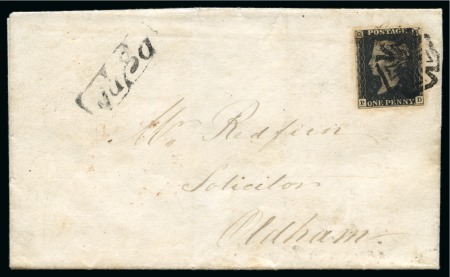 POSTAGE
ONE PENNY
Mr. Redfern
Solicitor
Oldham.